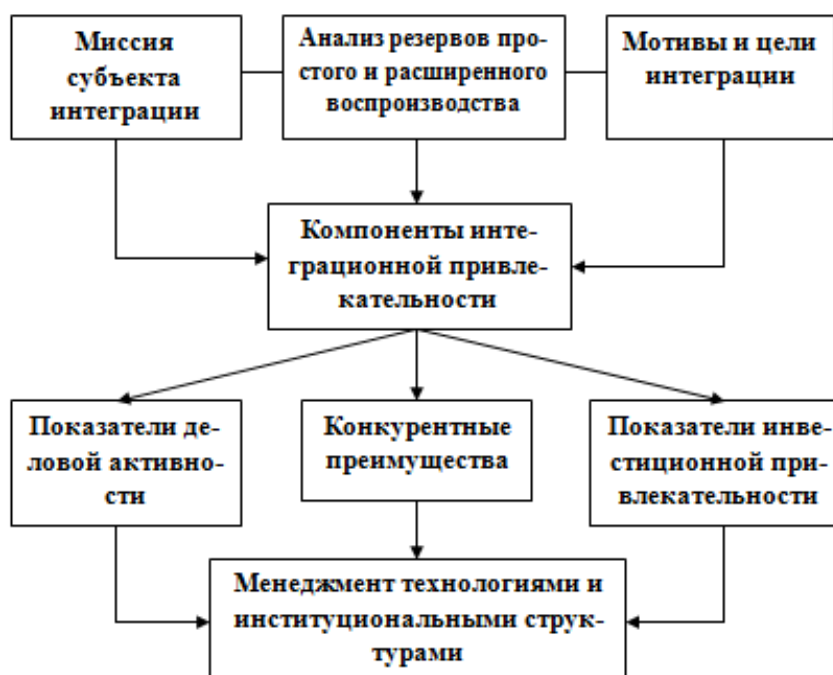 Миссия
субъекта
интеграции
Анализ резервов про-
стого и расширенного
воспроизводства
Мотивы и цели
интеграции
Компоненты инте-
грационной привле-
кательности
Показатели де-
ловой активно-
сти
Конкурентные
преимущества
Показатели инве-
стиционной при-
влекательности
Менеджмент технологиями и
институциональными струк-
турами